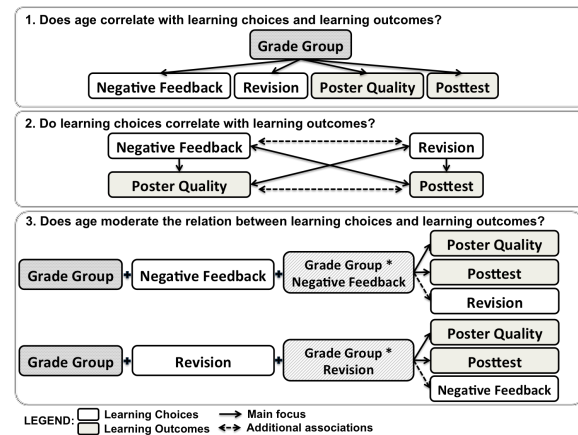 1. Does age correlate with learning choices and learning outcomes?
Grade Group
Negative Feedback Revision Poster Quality Posttest
2. Do learning choices correlate with learning outcomes?
Negative Feedback Revision
Poster Quality Posttest
3. Does age moderate the relation between learning choices and learning outcomes?
Poster Quality
Grade Group + Negative Feedback + Grade Group *
Negative Feedback
Posttest
Revision
Poster Quality
Grade Group + Revision + Grade Group *
Revision
Posttest
Negative Feedback
LEGEND: Learning Choices Main focus
Learning Outcomes Additional associations